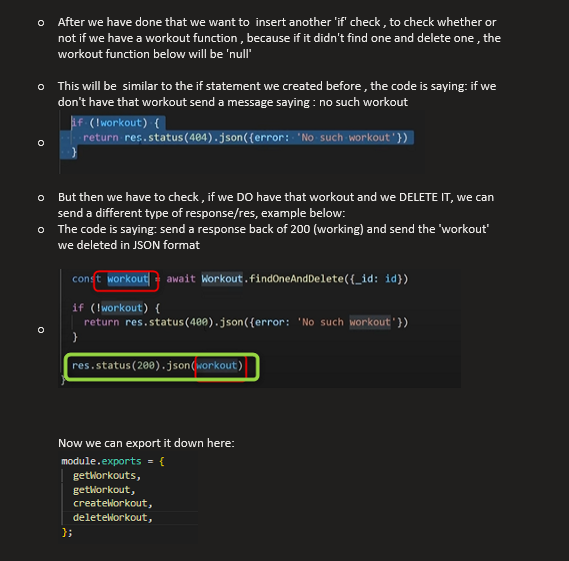 After we have done that we want to  insert another 'if' check , to check whether or
not if we have a workout function , because if it didn't find one and delete one , the
workout function below will be 'null'
This will be  similar to the if statement we created before , the code is saying: if we
don't have that workout send a message saying : no such workout
if (!workout) {
return res.status(404).json({error: 'No such workout'})
}
But then we have to check , if we DO have that workout and we DELETE IT, we can
send a different type of response/res, example below:
The code is saying: send a response back of 200 (working) and send the 'workout'
we deleted in JSON format
const workout = await Workout.findOneAndDelete({_id: id})
if (!workout) {
return res.status(400).json({error: 'No such workout'})
}
res.status(200).json(workout)
}
Now we can export it down here:
module.exports = {
getWorkouts,
getWorkout,
createWorkout,
deleteWorkout,
};